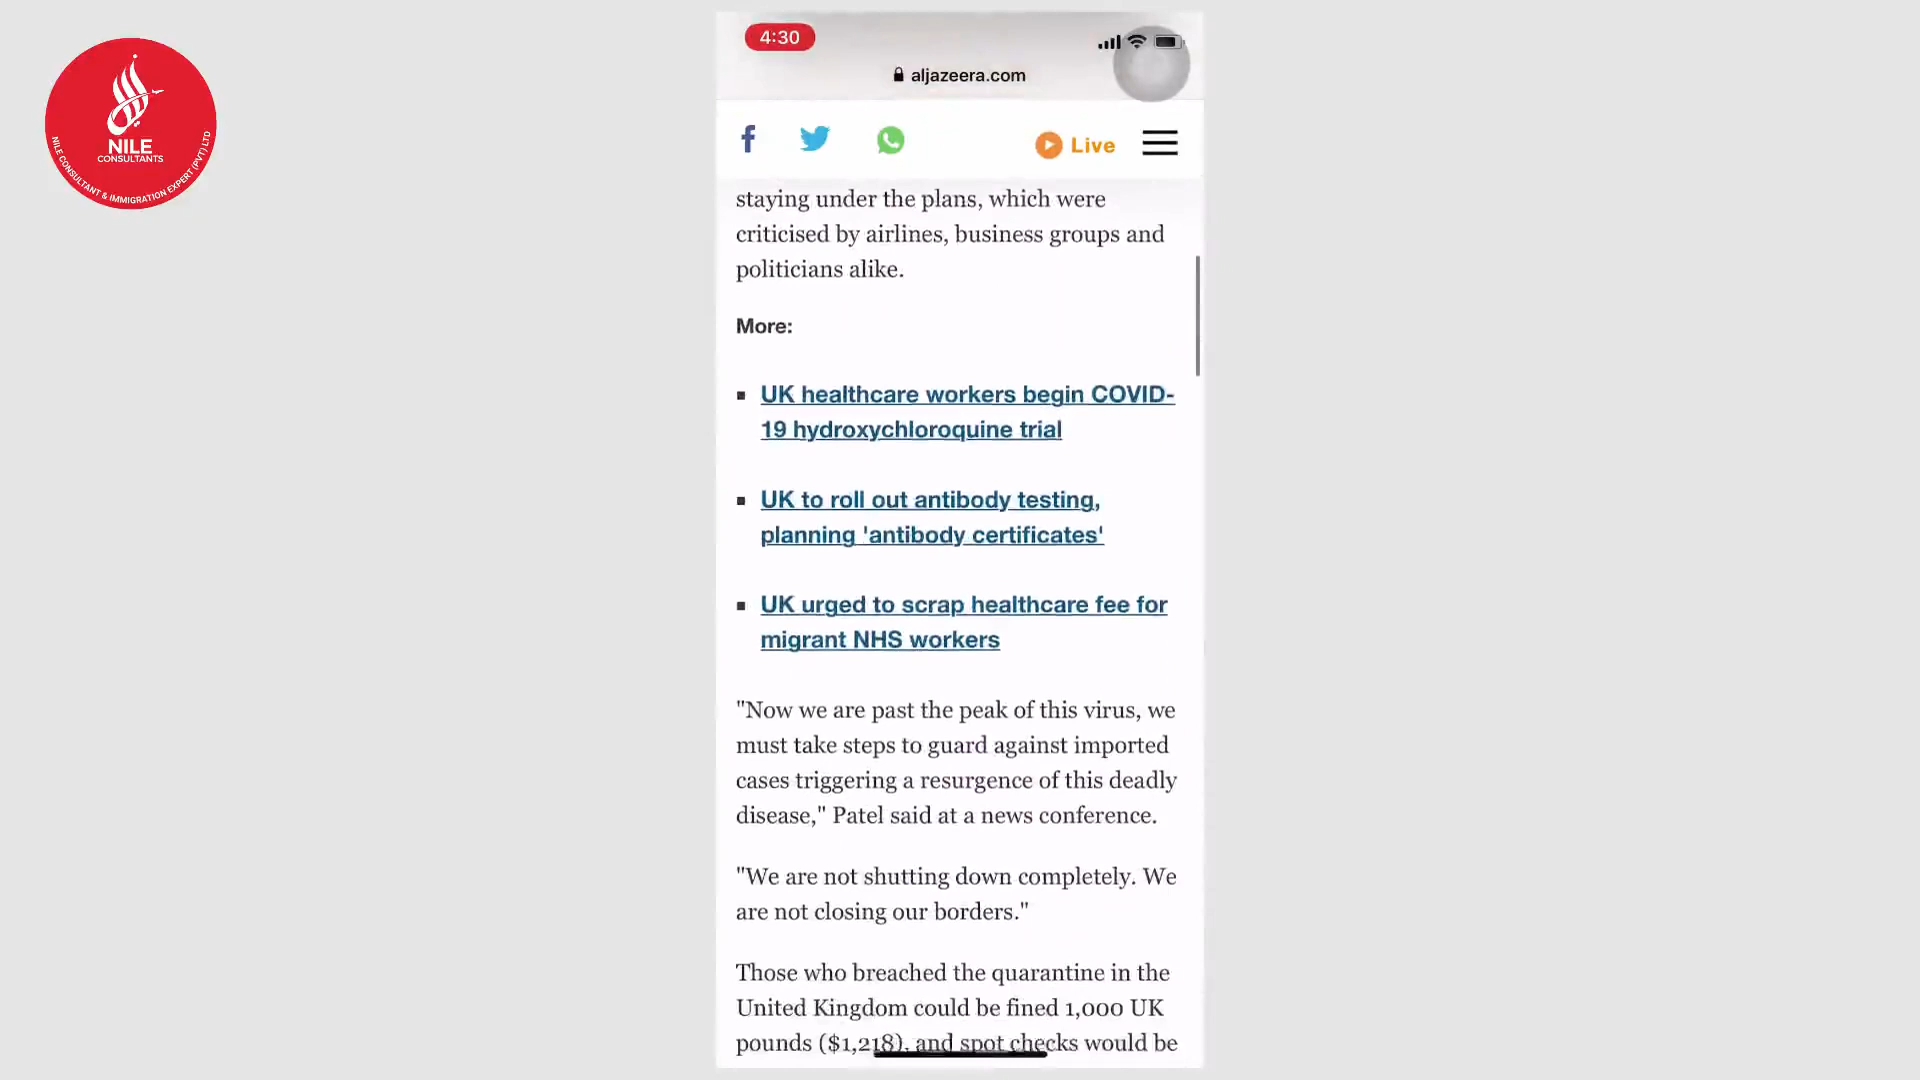 NILE
CONSULTANTS
NILE CONSULTANT & IMMIGRATION EXPERT (PVT) LTD
4:30
aljazeera.com
Live
staying under the plans, which were
criticised by airlines, business groups and
politicians alike.
More:
UK healthcare workers begin COVID-
19 hydroxychloroquine trial
UK to roll out antibody testing,
planning 'antibody certificates'
UK urged to scrap healthcare fee for
migrant NHS workers
"Now we are past the peak of this virus, we
must take steps to guard against imported
cases triggering a resurgence of this deadly
disease," Patel said at a news conference.
"We are not shutting down completely. We
are not closing our borders."
Those who breached the quarantine in the
United Kingdom could be fined 1,000 UK
pounds ($1,218), and spot checks would be